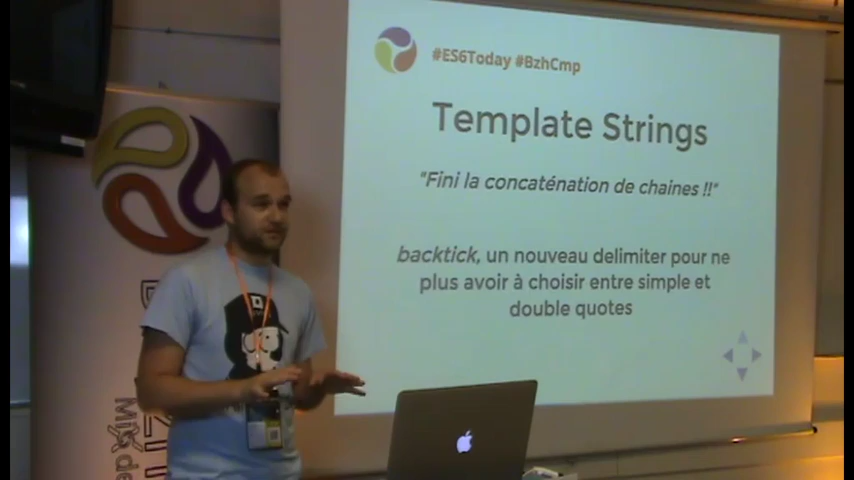 #ES6Today #BzhCmp
Template Strings
"Fini la concaténation de chaines !!"
backtick, un nouveau delimiter pour ne
plus avoir à choisir entre simple et
double quotes